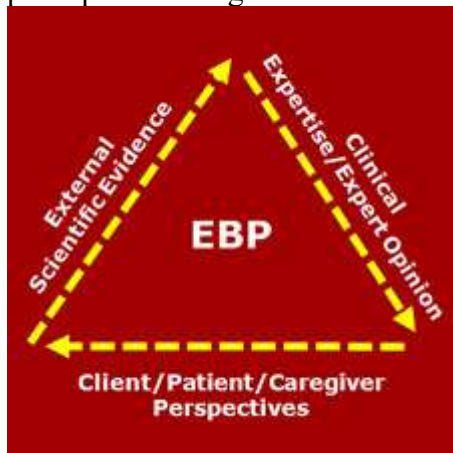 External
Scientific Evidence
Clinical
Expertise/Expert Opinion
EBP
Client/Patient/Caregiver
Perspectives